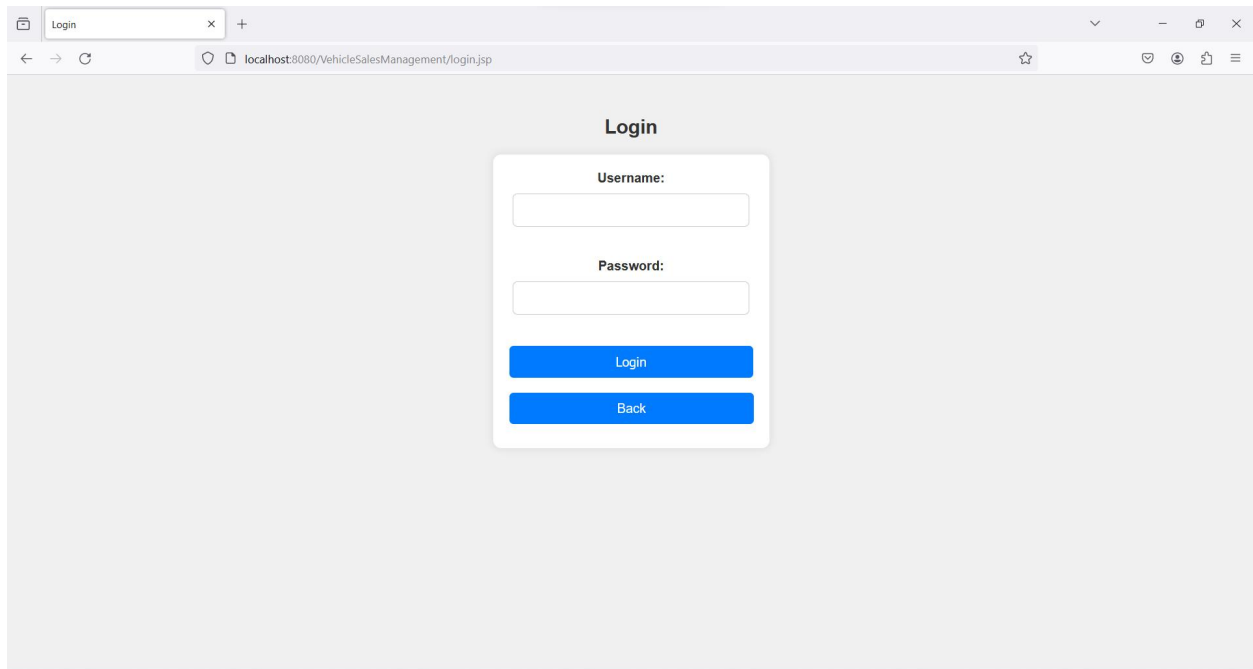 Login
localhost:8080/VehicleSalesManagement/login.jsp
Login
Username:
Password:
Login
Back